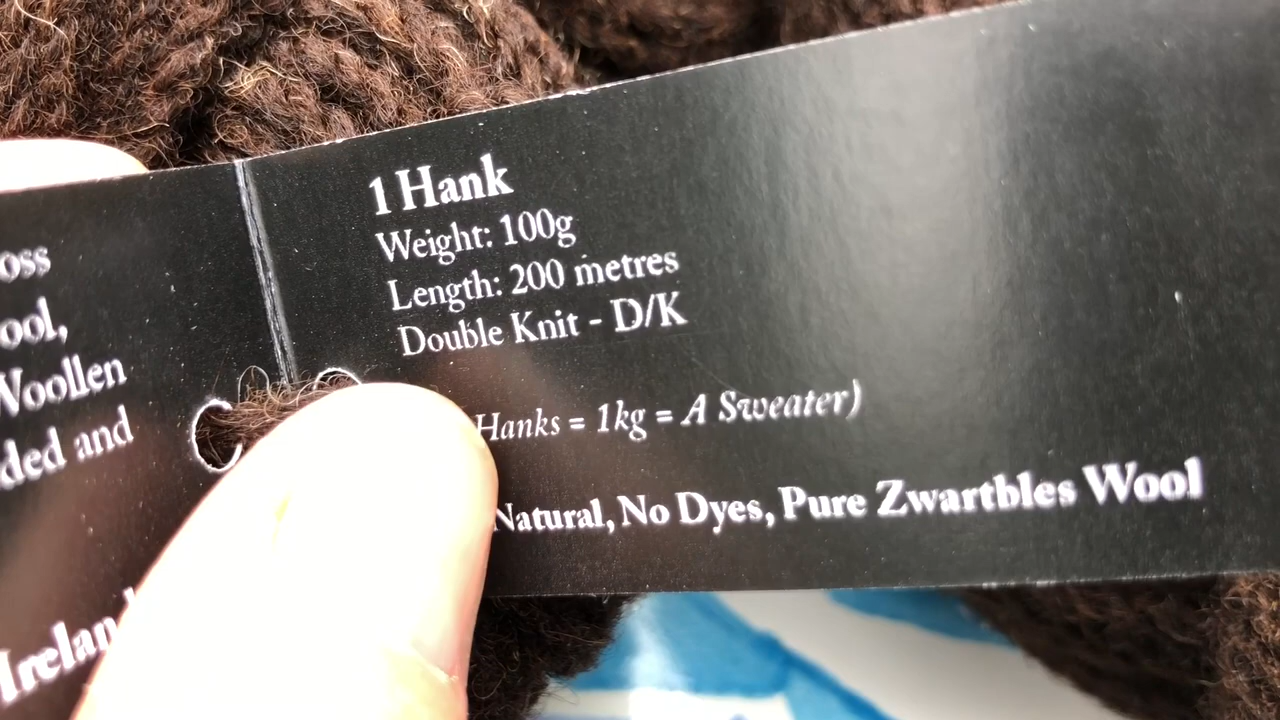 oss
ool,
Woollen
ded and
Ireland
1 Hank
Weight: 100g
Length: 200 metres
Double Knit - D/K
Hanks = 1kg = A Sweater)
Natural, No Dyes, Pure Zwartbles Wool